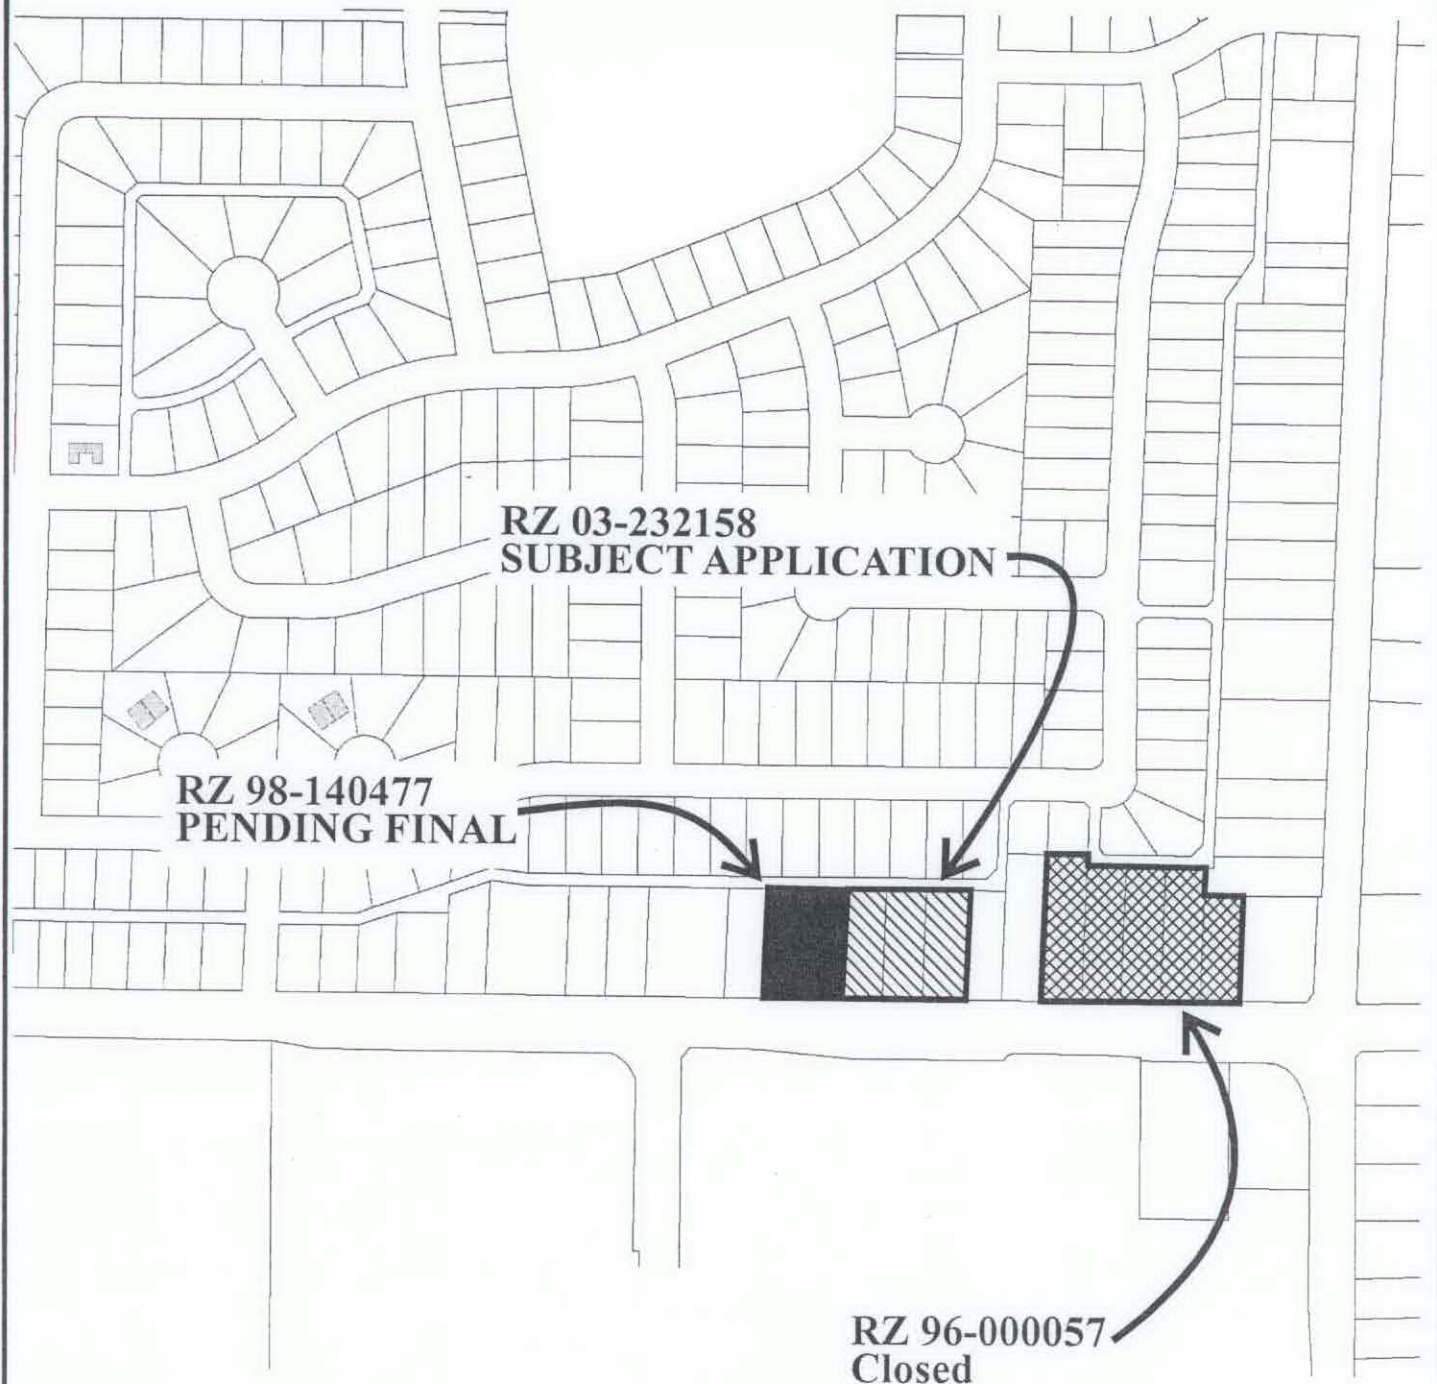 RZ 03-232158
SUBJECT APPLICATION
RZ 98-140477
PENDING FINAL
RZ 96-000057
Closed